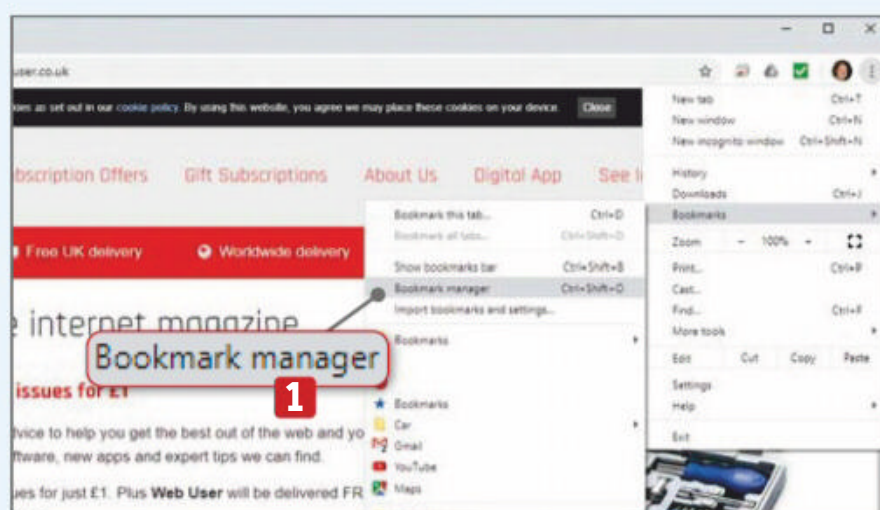 user.co.uk
kies as set out in our cookie policy. By using this website, you agree we may place these cookies on your device. Close
bscription Offers Gift Subscriptions About Us Digital App See I
Free UK delivery Worldwide delivery
e internet magazine
issues for £1
dvice to help you get the best out of the web and yo
ftware, new apps and expert tips we can find.
ues for just £1. Plus Web User will be delivered FR
Bookmark manager
1
Bookmark this tab... Ctrl+D
Bookmark all tabs... Ctrl+Shift+D
Show bookmarks bar Ctrl+Shift+B
Bookmark manager Ctrl+Shift+O
Import bookmarks and settings...
Bookmarks
Bookmarks
Car
Gmail
YouTube
Maps
New tab Ctrl+T
New window Ctrl+N
New incognito window Ctrl+Shift+N
History
Downloads Ctrl+J
Bookmarks
Zoom - 100% +
Print... Ctrl+P
Cast...
Find... Ctrl+F
More tools
Edit Cut Copy Paste
Settings
Help
Exit